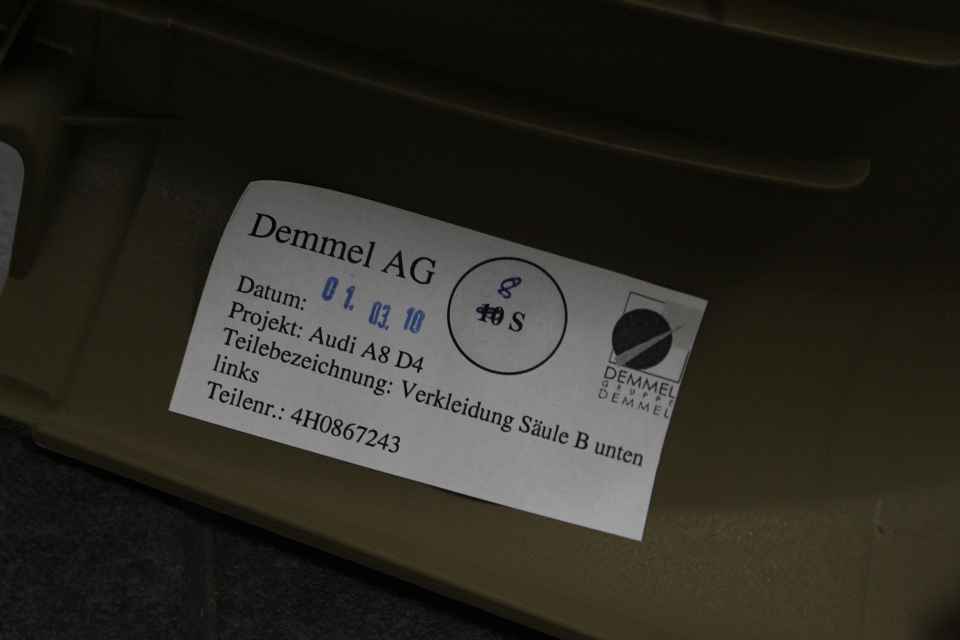 Demmel AG
8
10 S
Datum: 01. 03. 10
Projekt: Audi A8 D4
Teilebezeichnung: Verkleidung Säule B unten
links
Teilenr.: 4H0867243
DEMMEL
GRUPPE
DEMMEL